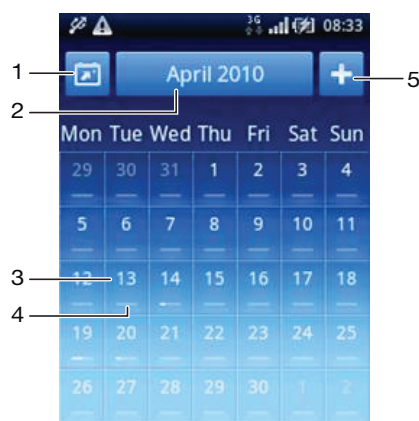 3G 08:33
1 April 2010 5
2
Mon Tue Wed Thu Fri Sat Sun
29 30 31 1 2 3 4
5 6 7 8 9 10 11
3 12 13 14 15 16 17 18
4
19 20 21 22 23 24 25
26 27 28 29 30 1 2